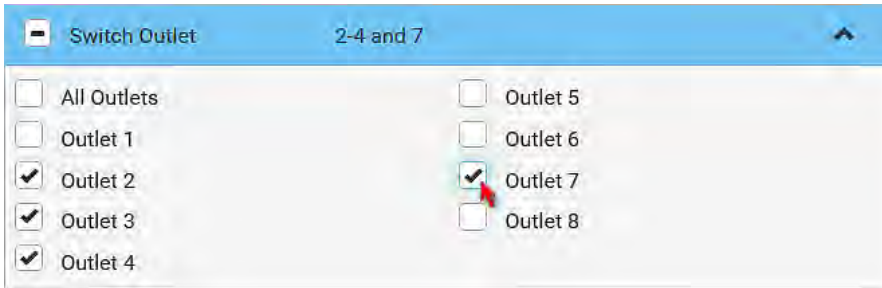 Switch Outlet 2-4 and 7
All Outlets
Outlet 1
Outlet 2
Outlet 3
Outlet 4
Outlet 5
Outlet 6
Outlet 7
Outlet 8